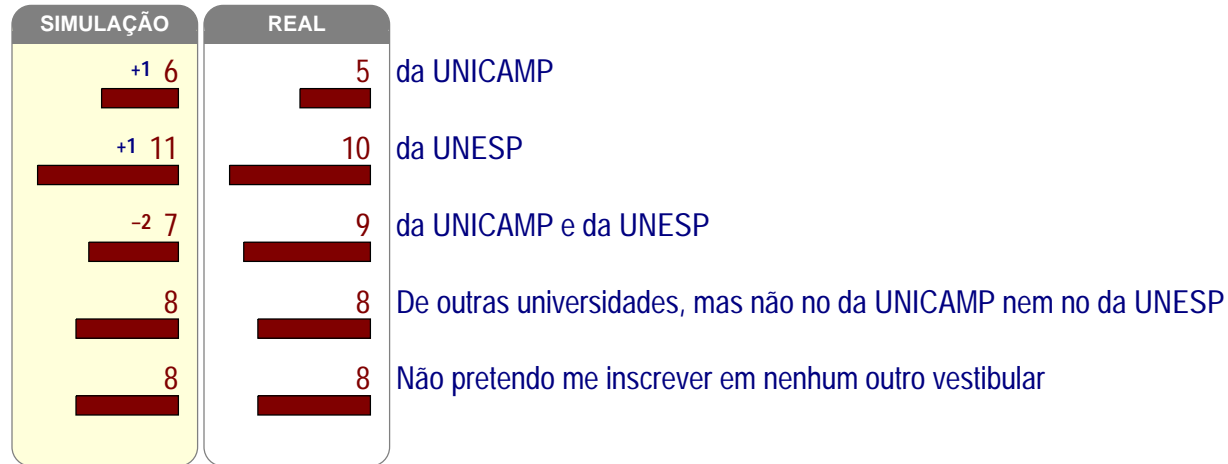 SIMULAÇÃO REAL
+1 6 5 da UNICAMP
+1 11 10 da UNESP
–2 7 9 da UNICAMP e da UNESP
8 8 De outras universidades, mas não no da UNICAMP nem no da UNESP
8 8 Não pretendo me inscrever em nenhum outro vestibular